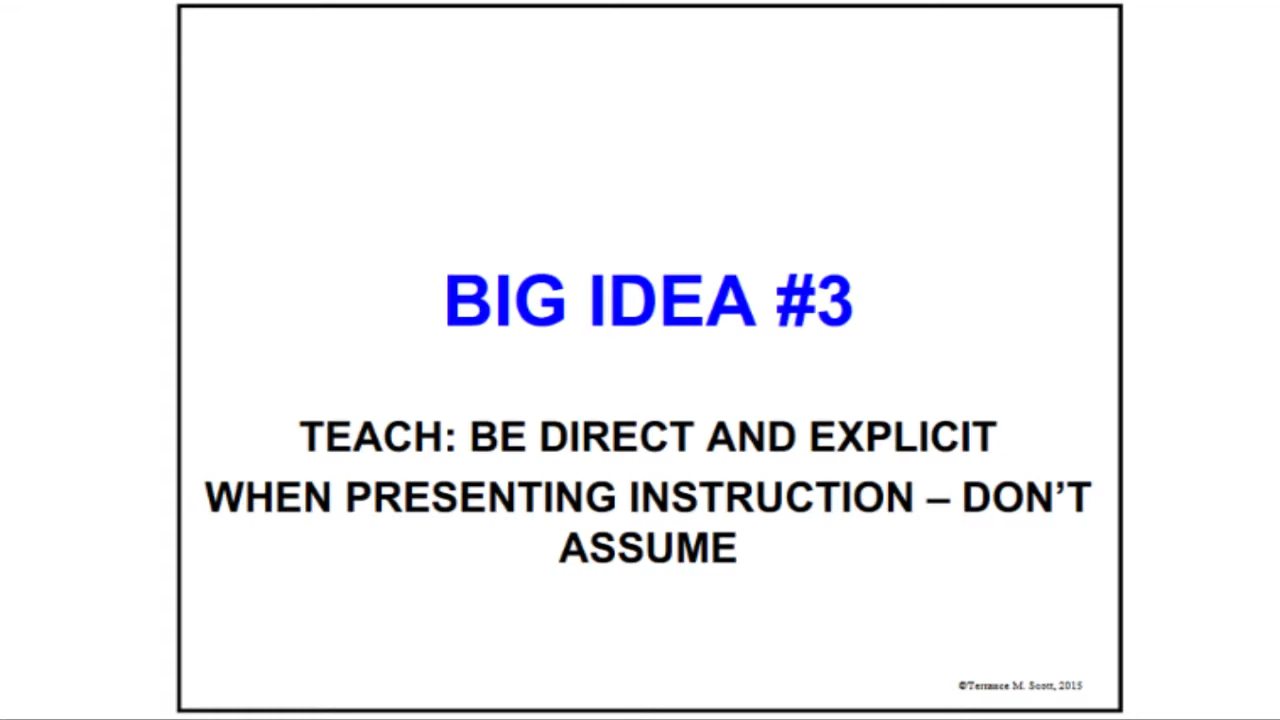 BIG IDEA #3
TEACH: BE DIRECT AND EXPLICIT
WHEN PRESENTING INSTRUCTION – DON’T
ASSUME
©Terrance M. Scott, 2015